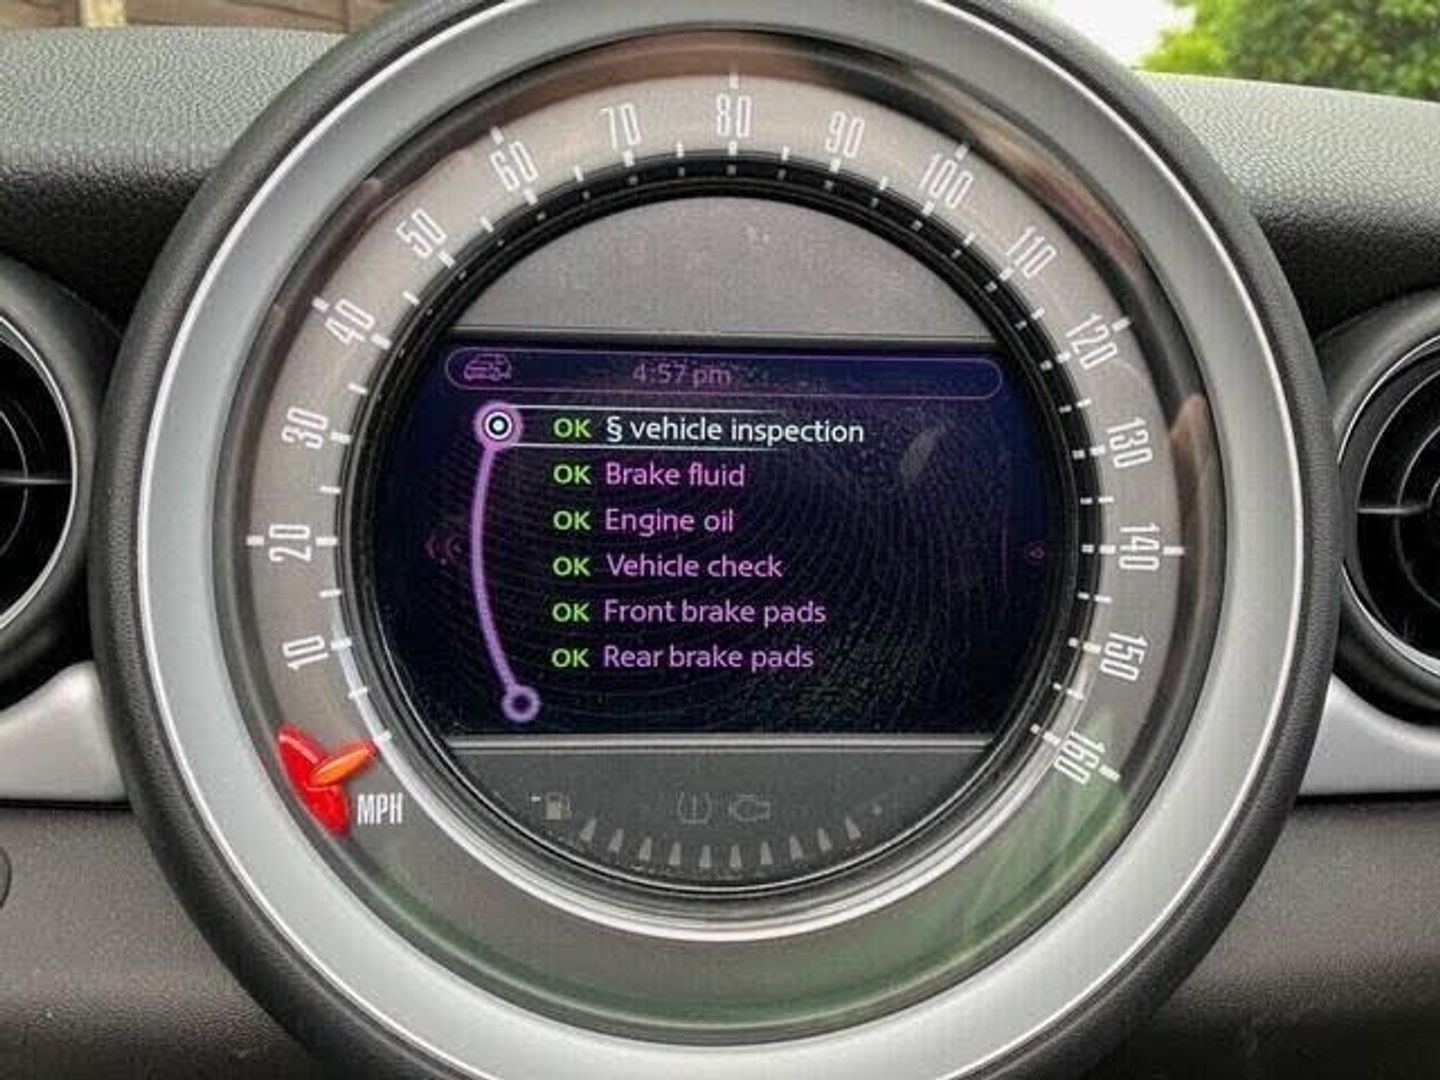 10
20
30
40
50
60
70
80
90
100
110
120
130
140
150
160
MPH
4:57 pm
OK § vehicle inspection
OK Brake fluid
OK Engine oil
OK Vehicle check
OK Front brake pads
OK Rear brake pads